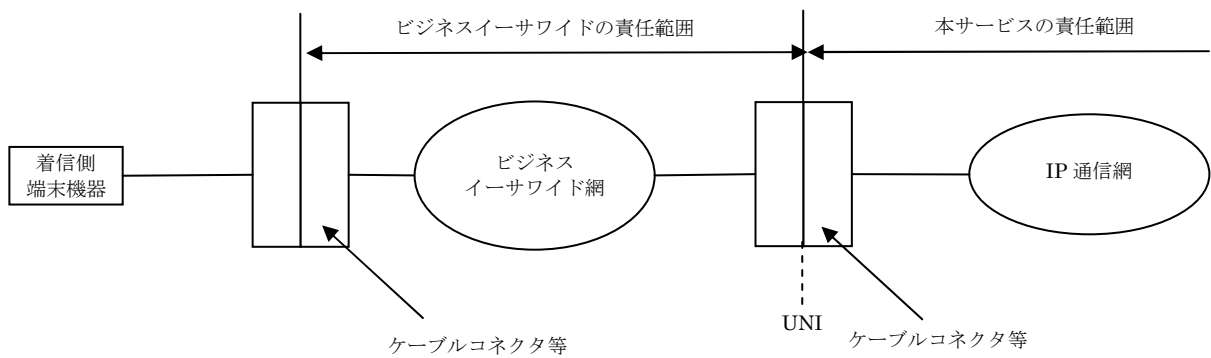 ビジネスイーサワイドの責任範囲
本サービスの責任範囲
着信側
端末機器
ビジネス
イーサワイド網
IP 通信網
UNI
ケーブルコネクタ等
ケーブルコネクタ等